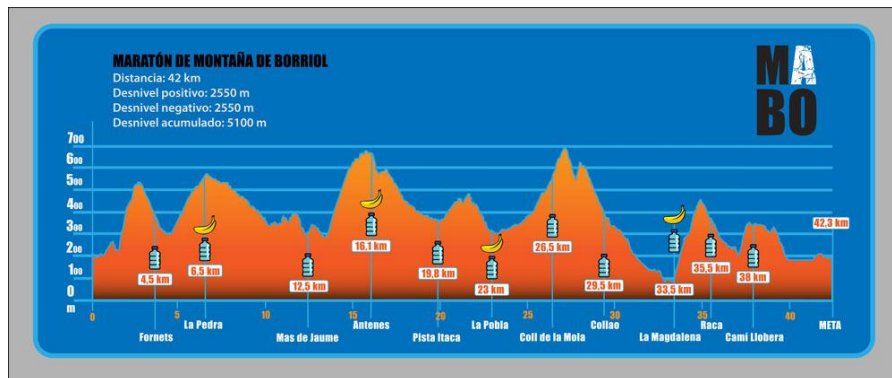 MARATÓN DE MONTAÑA DE BORRIOL
Distancia: 42 km
Desnivel positivo: 2550 m
Desnivel negativo: 2550 m
Desnivel acumulado: 5100 m
MA
BO
700
600
500
400
300
200
100
0
m
42,3 km
4,5 km
6,5 km
12,5 km
16,1 km
19,8 km
23 km
26,5 km
29,5 km
33,5 km
35,5 km
38 km
0 5 10 15 20 25 30 35 40
La Pedra Antenes La Pobla Collao Raca META
Fornets Mas de Jaume Pista Itaca Coll de la Mola La Magdalena Cami Llobera